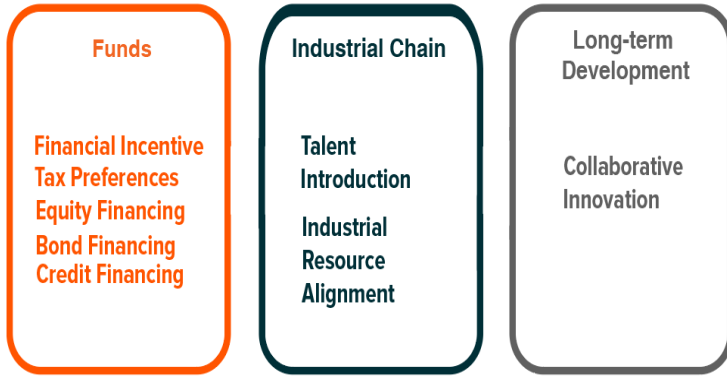 Funds
Financial Incentive
Tax Preferences
Equity Financing
Bond Financing
Credit Financing
Industrial Chain
Talent
Introduction
Industrial
Resource
Alignment
Long-term
Development
Collaborative
Innovation